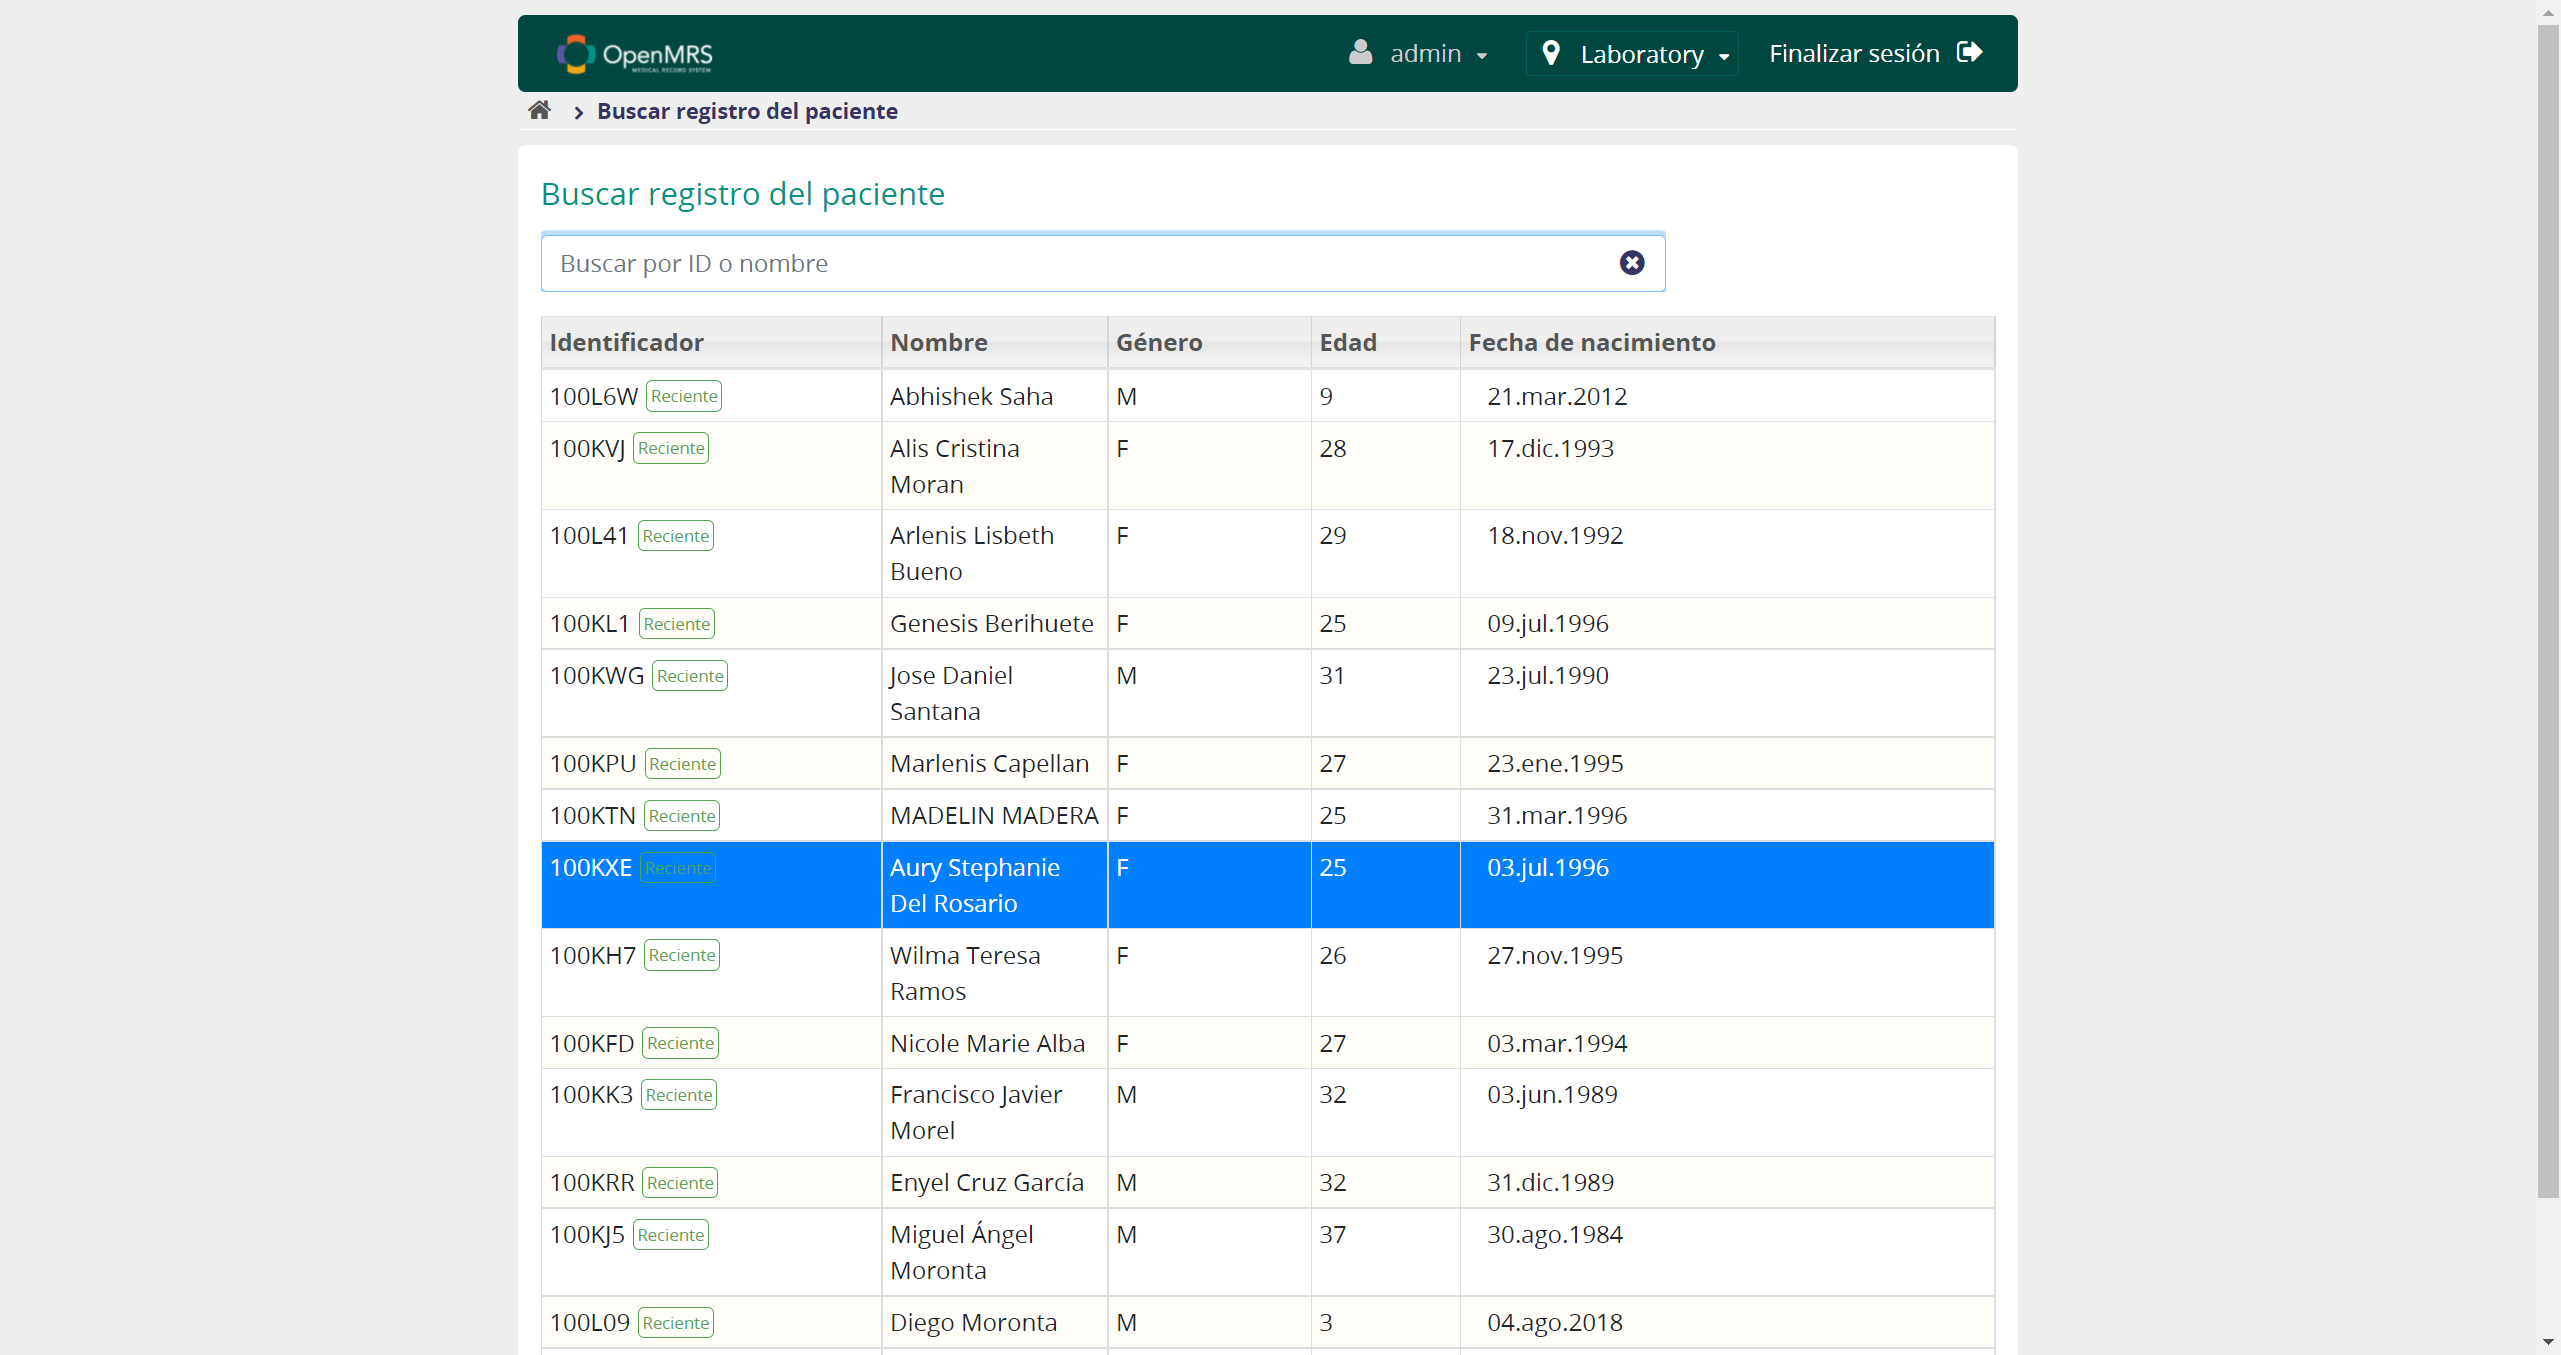 OpenMRS
MEDICAL RECORD SYSTEM
admin
Laboratory
Finalizar sesión
Buscar registro del paciente
Buscar registro del paciente
Buscar por ID o nombre
Identificador Nombre Género Edad Fecha de nacimiento
100L6W Reciente Abhishek Saha M 9 21.mar.2012
100KVJ Reciente Alis Cristina F 28 17.dic.1993
Moran
100L41 Reciente Arlenis Lisbeth F 29 18.nov.1992
Bueno
100KL1 Reciente Genesis Berihuete F 25 09.jul.1996
100KWG Reciente Jose Daniel M 31 23.jul.1990
Santana
100KPU Reciente Marlenis Capellan F 27 23.ene.1995
100KTN Reciente MADELIN MADERA F 25 31.mar.1996
100KXE Reciente Aury Stephanie F 25 03.jul.1996
Del Rosario
100KH7 Reciente Wilma Teresa F 26 27.nov.1995
Ramos
100KFD Reciente Nicole Marie Alba F 27 03.mar.1994
100KK3 Reciente Francisco Javier M 32 03.jun.1989
Morel
100KRR Reciente Enyel Cruz García M 32 31.dic.1989
100KJ5 Reciente Miguel Ángel M 37 30.ago.1984
Moronta
100L09 Reciente Diego Moronta M 3 04.ago.2018